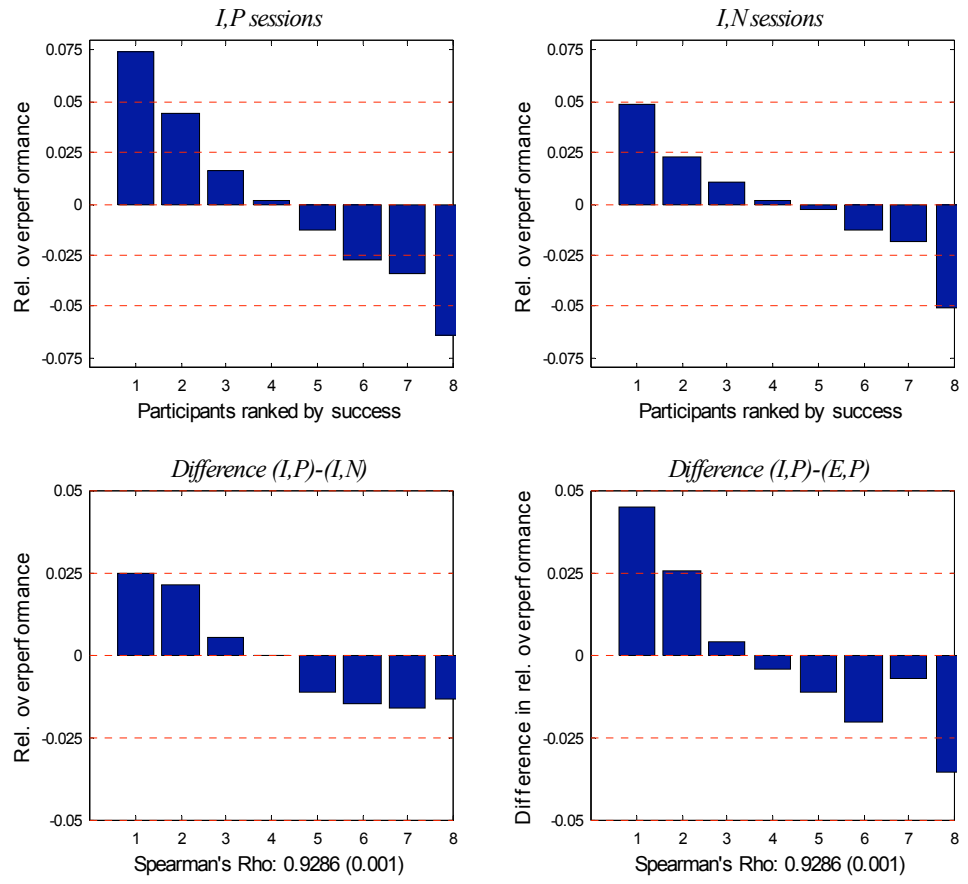 I,P sessions
Rel. overperformance
0.075
0.05
0.025
0
-0.025
-0.05
-0.075
1 2 3 4 5 6 7 8
Participants ranked by success
I,N sessions
Rel. overperformance
0.075
0.05
0.025
0
-0.025
-0.05
-0.075
1 2 3 4 5 6 7 8
Participants ranked by success
Difference (I,P)-(I,N)
Rel. overperformance
0.05
0.025
0
-0.025
-0.05
1 2 3 4 5 6 7 8
Spearman's Rho: 0.9286 (0.001)
Difference (I,P)-(E,P)
Difference in rel. overperformance
0.05
0.025
0
-0.025
-0.05
1 2 3 4 5 6 7 8
Spearman's Rho: 0.9286 (0.001)